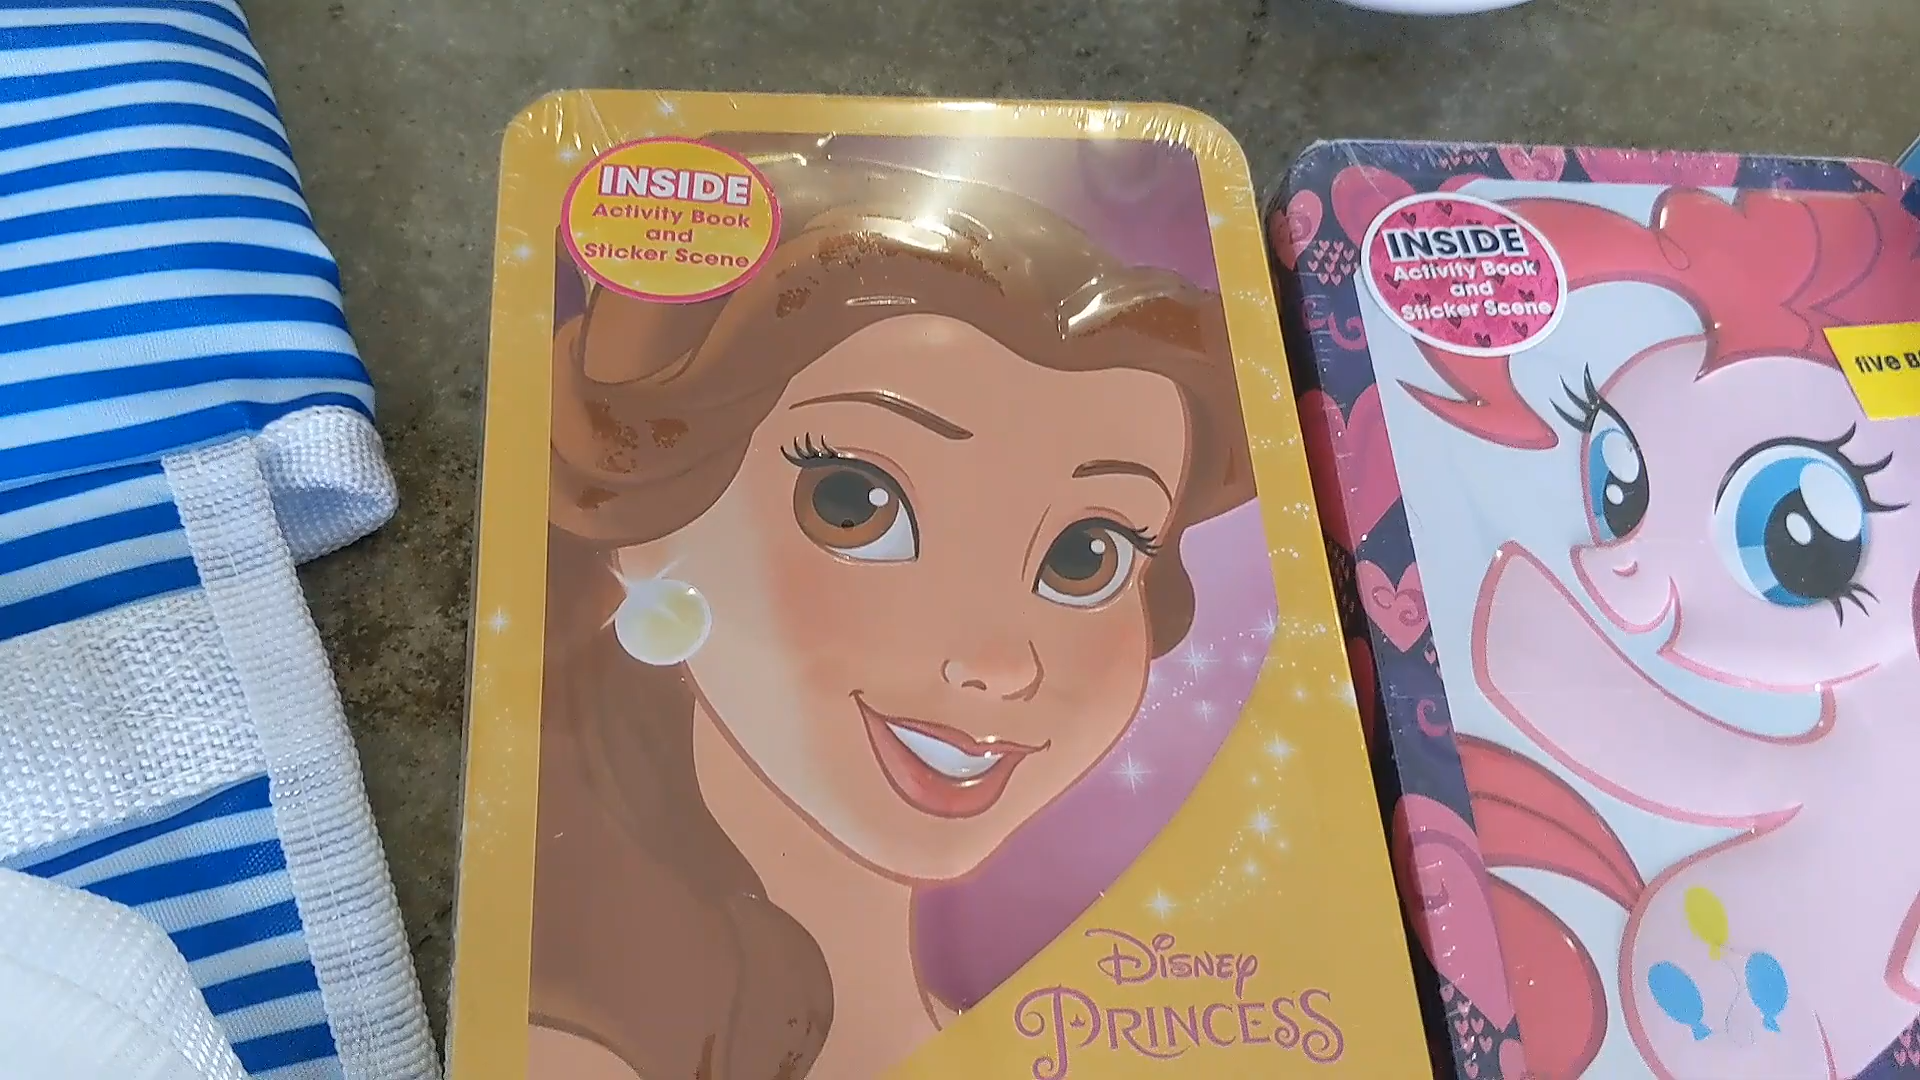 INSIDE
Activity Book
and
Sticker Scene
DISNEY
PRINCESS
INSIDE
Activity Book
and
Sticker Scene
five